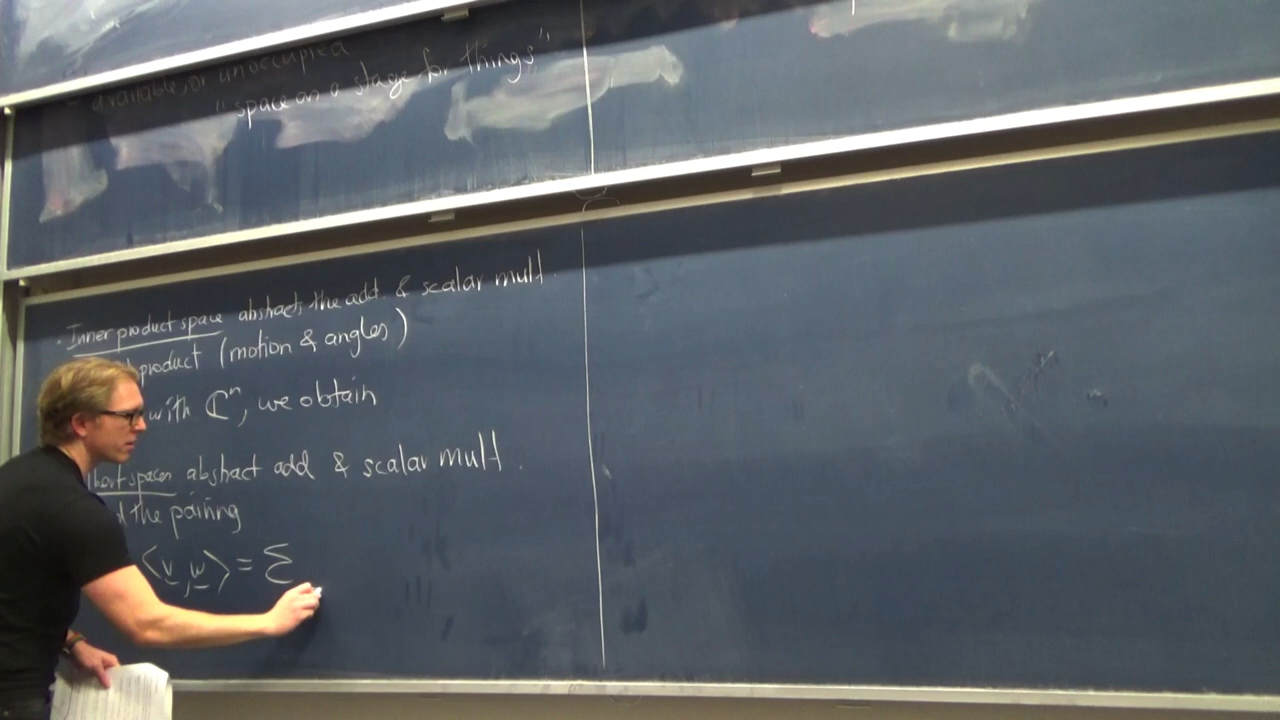 available, or unoccupied
"space as a stage for things"
· Inner product space abstracts the add. & scalar mult.
product (motion & angles)
with ℂⁿ, we obtain
spaces abstract add & scalar mult.
the pairing
⟨v, w⟩ = Σ